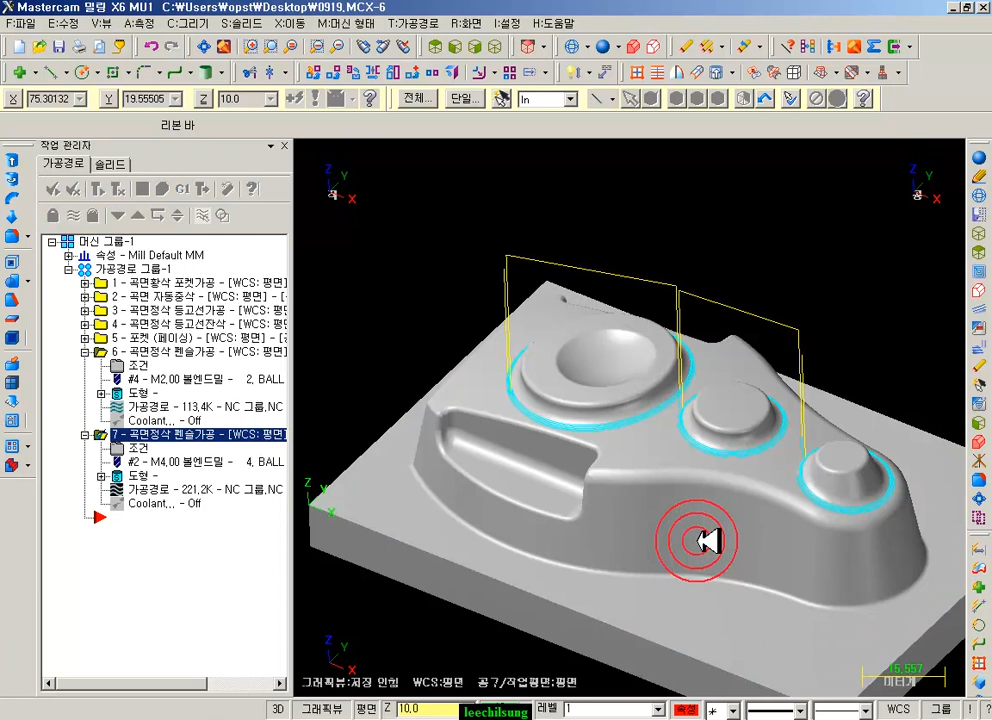 Mastercam 밀링 X6 MU1 C:₩Users₩opst₩Desktop₩0919.MCX-6
F:파일 E:수정 V:뷰 A:측정 C:그리기 S:솔리드 X:이동 M:머신 형태 T:가공경로 R:화면 I:설정 H:도움말
X 75.30132 Y 19.55505 Z 10.0 전체... 단일... In
리본 바
작업 관리자
가공경로 솔리드
G1
머신 그룹-1
속성 - Mill Default MM
가공경로 그룹-1
1 - 곡면황삭 포켓가공 - [WCS: 평면]
2 - 곡면 자동중삭 - [WCS: 평면] - [
3 - 곡면정삭 등고선가공 - [WCS:
4 - 곡면정삭 등고선잔삭 - [WCS:
5 - 포켓 (페이싱) - [WCS: 평면] -
6 - 곡면정삭 펜슬가공 - [WCS: 평면]
조건
#4 - M2,00 볼엔드밀 - 2, BALL
도형 -
가공경로 - 113,4K - NC 그룹,NC
Coolant,,, - Off
7 - 곡면정삭 펜슬가공 - [WCS: 평면]
조건
#2 - M4,00 볼엔드밀 - 4, BALL
도형 -
가공경로 - 221,2K - NC 그룹,NC
Coolant,,, - Off
Z Y X
Z Y X
Z Y X
Z Y X
15,557
미터계
그래픽뷰:저장 안됨 WCS:평면 공구/작업평면:평면
3D 그래픽뷰 평면 Z 10,0 레벨 1 속성 WCS 그룹 ! ?
leechilsung